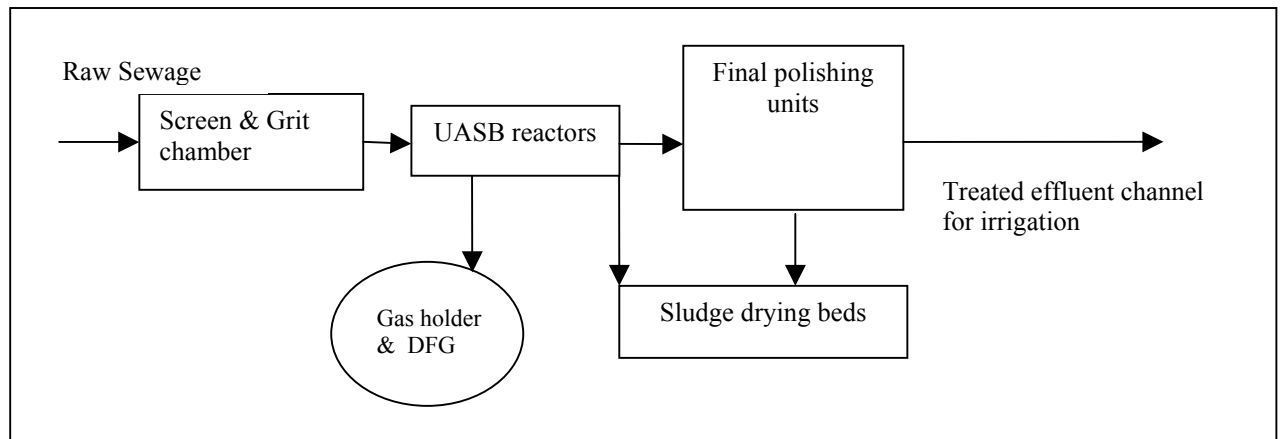 Raw Sewage
Screen & Grit
chamber
UASB reactors
Final polishing
units
Treated effluent channel
for irrigation
Gas holder
& DFG
Sludge drying beds